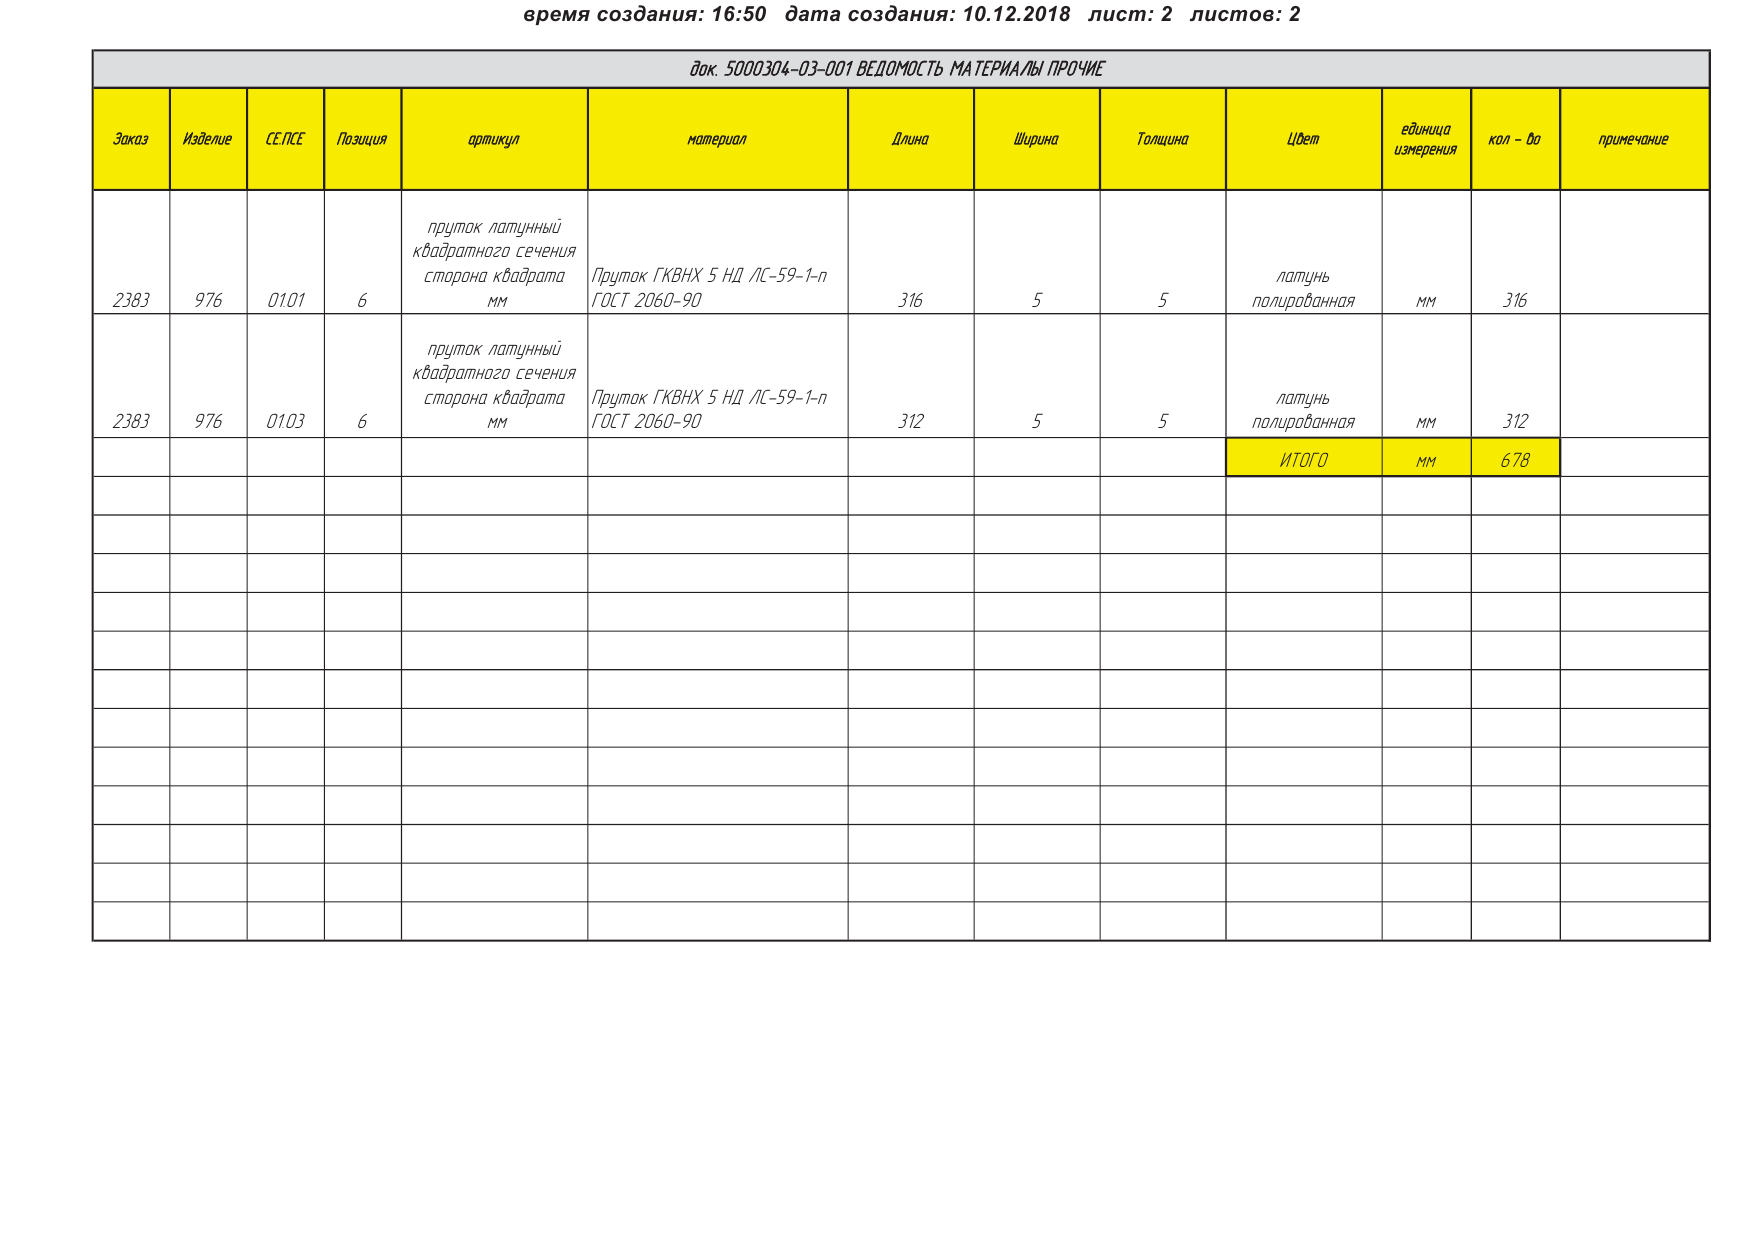 время создания: 16:50 дата создания: 10.12.2018 лист: 2 листов: 2
док. 5000304-03-001 ВЕДОМОСТЬ МАТЕРИАЛЫ ПРОЧИЕ
Заказ Изделие СЕ.ПСЕ Позиция артикул материал Длина Ширина Толщина Цвет единица измерения кол - во примечание
пруток латунный
квадратного сечения
сторона квадрата Пруток ГКВНХ 5 НД ЛС-59-1-п латунь
2383 976 01.01 6 мм ГОСТ 2060-90 316 5 5 полированная мм 316
пруток латунный
квадратного сечения
сторона квадрата Пруток ГКВНХ 5 НД ЛС-59-1-п латунь
2383 976 01.03 6 мм ГОСТ 2060-90 312 5 5 полированная мм 312
ИТОГО мм 678